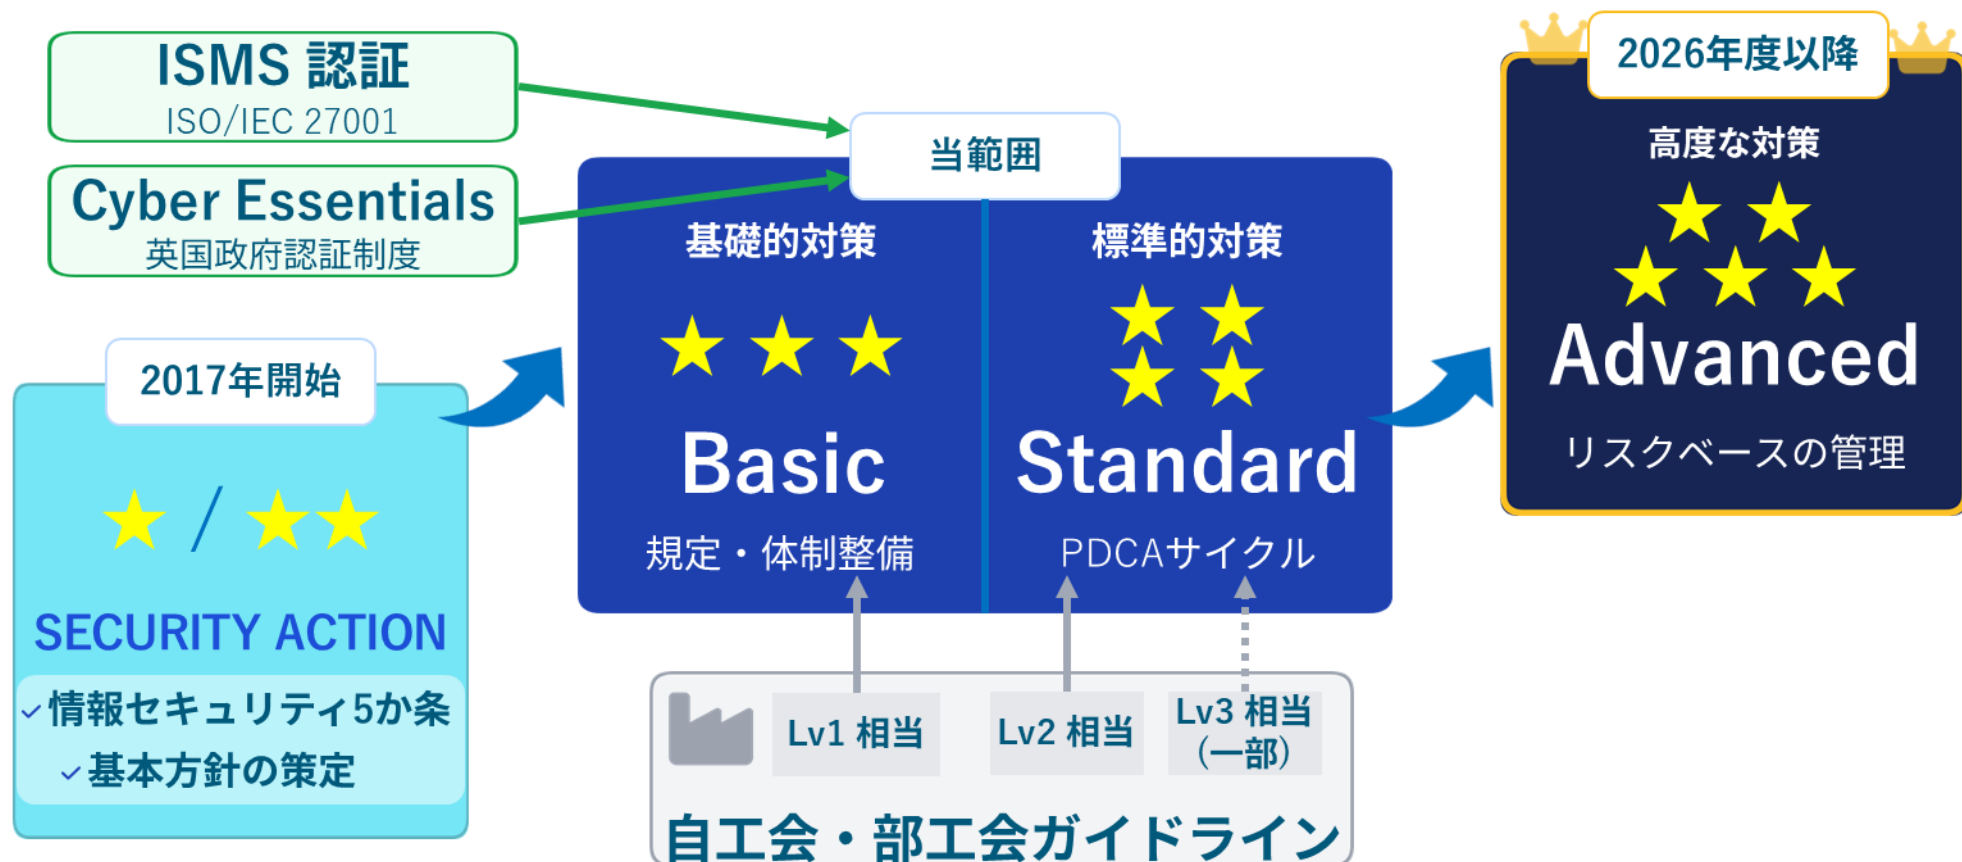 ISMS 認証
ISO/IEC 27001
Cyber Essentials
英国政府認証制度
2017年開始
/
SECURITY ACTION
情報セキュリティ5か条
基本方針の策定
当範囲
基礎的対策
Basic
規定・体制整備
標準的対策
Standard
PDCAサイクル
Lv1 相当
Lv2 相当
Lv3 相当
(一部)
自工会・部工会ガイドライン
2026年度以降
高度な対策
Advanced
リスクベースの管理